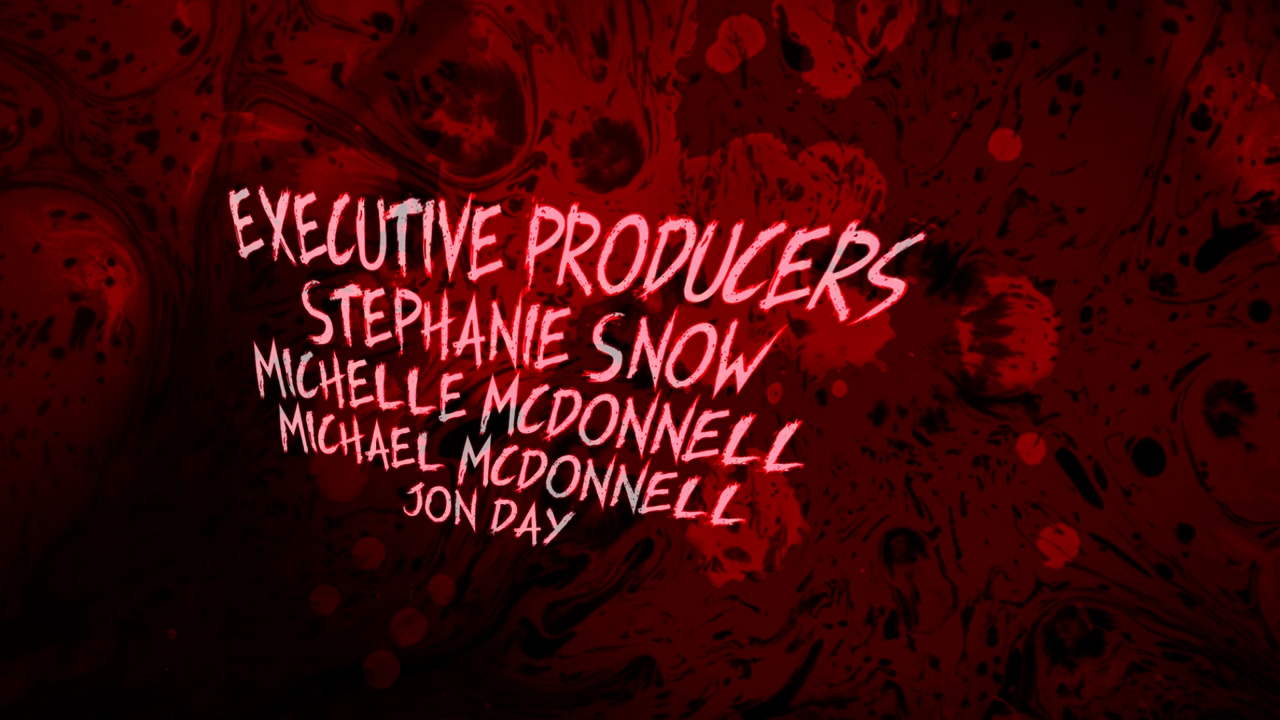 EXECUTIVE PRODUCERS
STEPHANIE SNOW
MICHELLE MCDONNELL
MICHAEL MCDONNELL
JON DAY